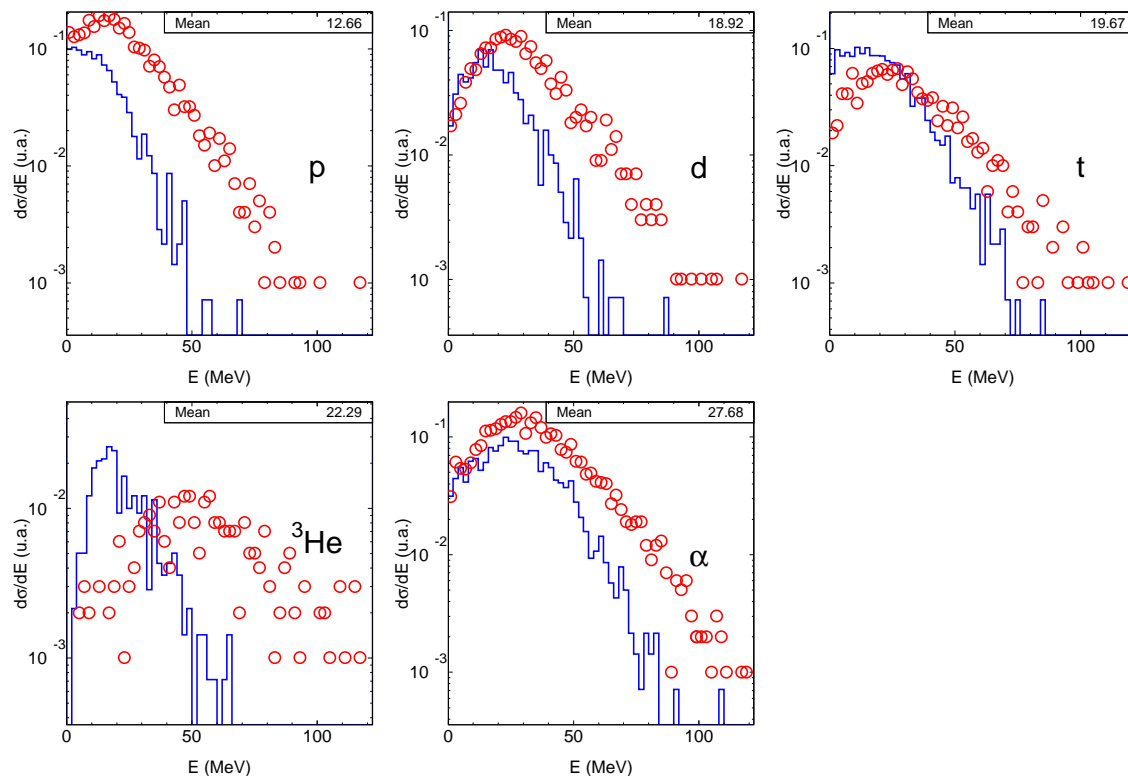 Mean 12.66
10 -1
10 -2
10 -3
dσ/dE (u.a.)
p
0 50 100
E (MeV)
Mean 18.92
10 -1
10 -2
10 -3
dσ/dE (u.a.)
d
0 50 100
E (MeV)
Mean 19.67
10 -1
10 -2
10 -3
dσ/dE (u.a.)
t
0 50 100
E (MeV)
Mean 22.29
10 -2
10 -3
dσ/dE (u.a.)
³He
0 50 100
E (MeV)
Mean 27.68
10 -1
10 -2
10 -3
dσ/dE (u.a.)
α
0 50 100
E (MeV)